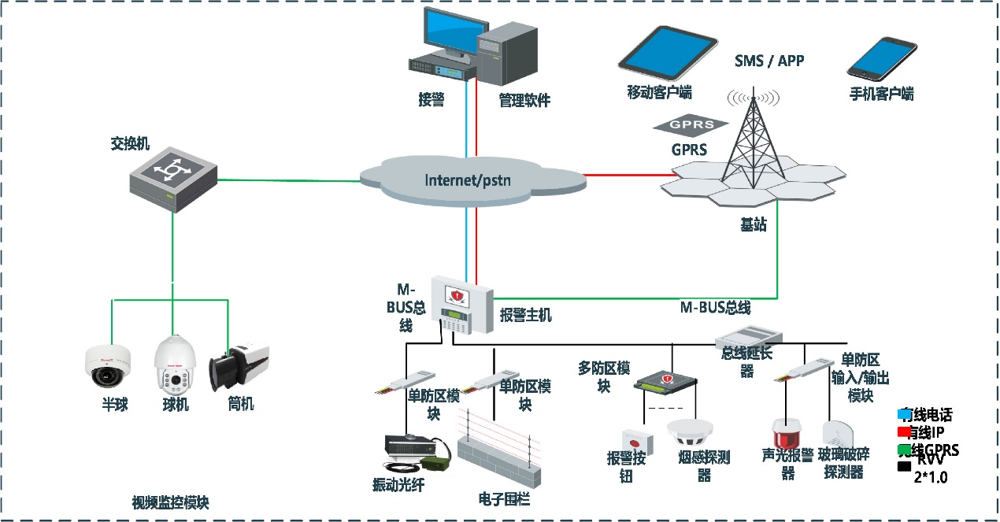 SMS / APP
接警
管理软件
移动客户端
手机客户端
GPRS
GPRS
交换机
Internet/pstn
基站
M-
BUS总
线
报警主机
M-BUS总线
总线延长
器
多防区模
块
单防区
输入/输出
模块
单防区模
块
单防区模
块
半球
球机
筒机
报警按
钮
烟感探测
器
声光报警
器
玻璃破碎
探测器
振动光纤
电子围栏
视频监控模块
有线电话
有线IP
无线GPRS
RVV
2*1.0